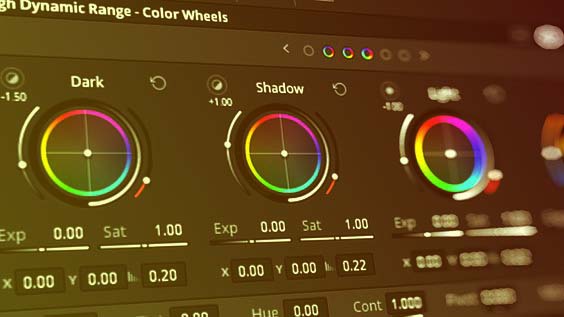 gh Dynamic Range - Color Wheels
Dark
-1.50
Shadow
+1.00
Exp 0.00 Sat 1.00
Exp 0.00 Sat 1.00
Exp
X 0.00 Y 0.00 0.20
X 0.00 Y 0.00 0.22
X
0.00
Hue 0.00 Cont 1.000